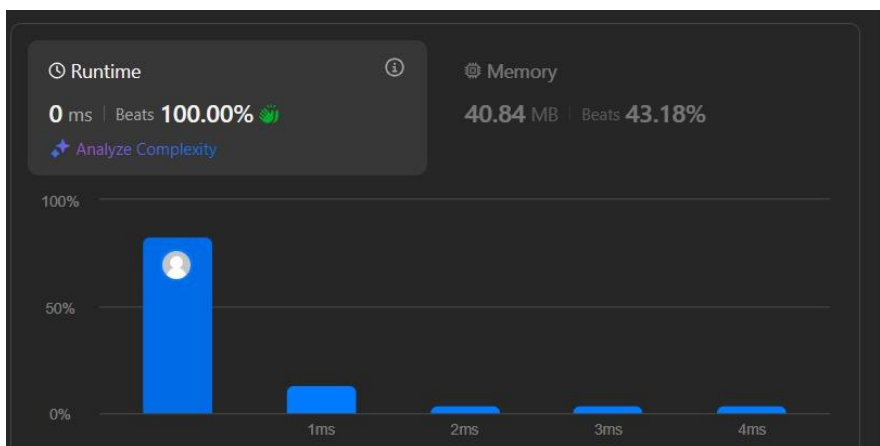 Runtime
0 ms | Beats 100.00%
Analyze Complexity
Memory
40.84 MB | Beats 43.18%
100%
50%
0%
1ms 2ms 3ms 4ms